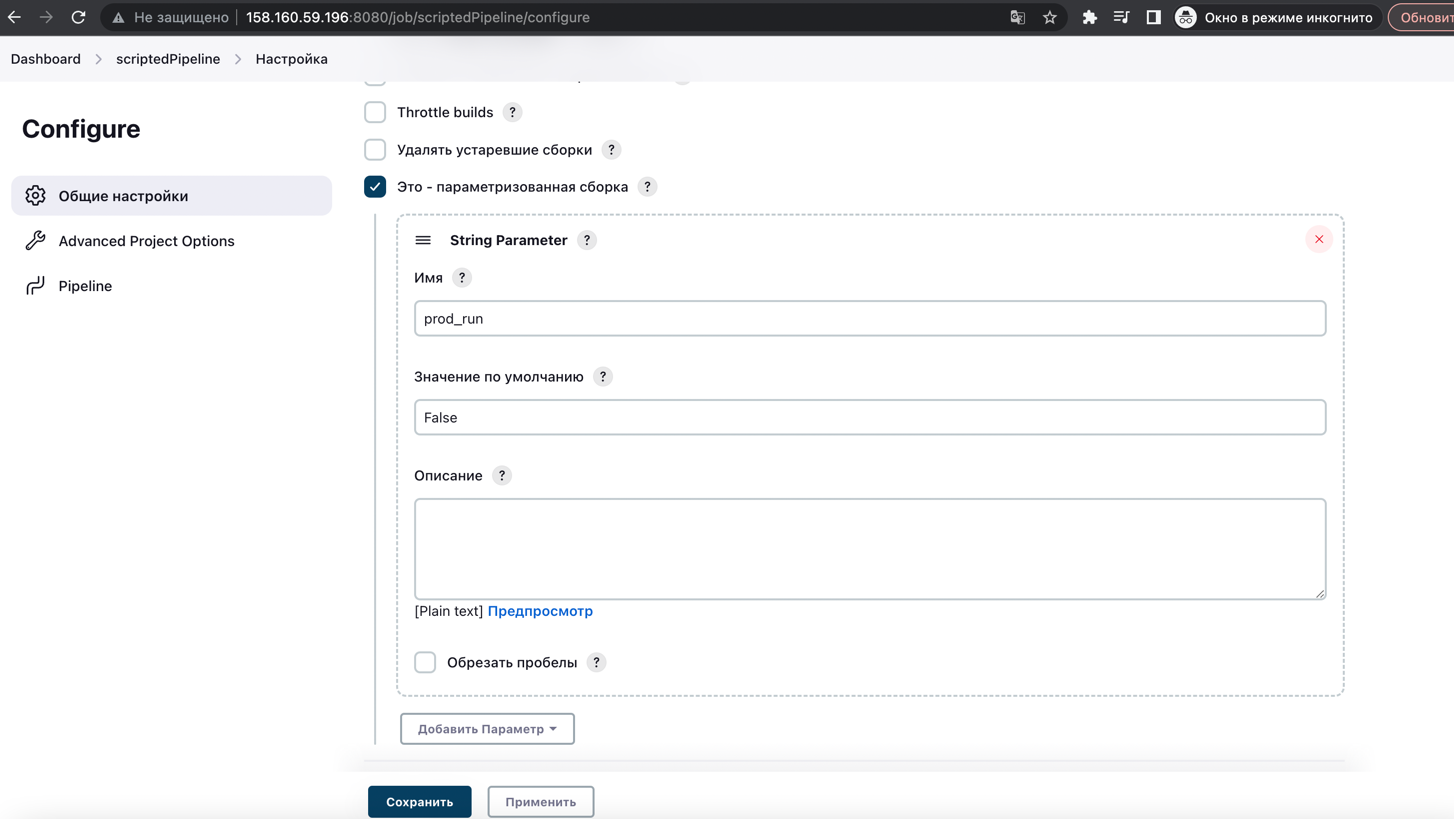 Не защищено 158.160.59.196:8080/job/scriptedPipeline/configure Окно в режиме инкогнито Обновит
Dashboard scriptedPipeline Настройка
Configure
Общие настройки
Advanced Project Options
Pipeline
Throttle builds ?
Удалять устаревшие сборки ?
Это - параметризованная сборка ?
String Parameter ?
Имя ?
prod_run
Значение по умолчанию ?
False
Описание ?
[Plain text] Предпросмотр
Обрезать пробелы ?
Добавить Параметр
Сохранить Применить